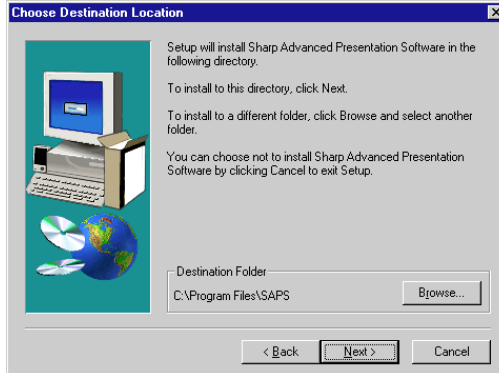 Choose Destination Location
Setup will install Sharp Advanced Presentation Software in the
following directory.
To install to this directory, click Next.
To install to a different folder, click Browse and select another
folder.
You can choose not to install Sharp Advanced Presentation
Software by clicking Cancel to exit Setup.
Destination Folder
C:\Program Files\SAPS
Browse...
< Back
Next >
Cancel